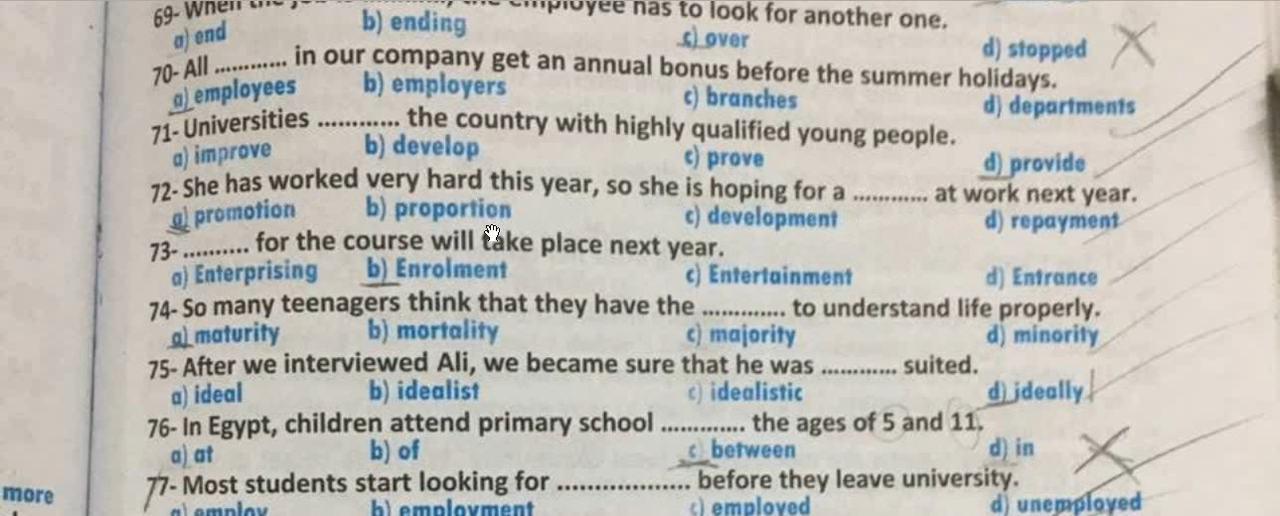 69- When the employee has to look for another one.
a) end b) ending c) over d) stopped
70- All ............ in our company get an annual bonus before the summer holidays.
a) employees b) employers c) branches d) departments
71- Universities ............ the country with highly qualified young people.
a) improve b) develop c) prove d) provide
72- She has worked very hard this year, so she is hoping for a ............ at work next year.
a) promotion b) proportion c) development d) repayment
73- .......... for the course will take place next year.
a) Enterprising b) Enrolment c) Entertainment d) Entrance
74- So many teenagers think that they have the ............. to understand life properly.
a) maturity b) mortality c) majority d) minority
75- After we interviewed Ali, we became sure that he was ............ suited.
a) ideal b) idealist c) idealistic d) ideally
76- In Egypt, children attend primary school ............. the ages of 5 and 11.
a) at b) of c) between d) in
more
77- Most students start looking for ................... before they leave university.
a) employ b) employment c) employed d) unemployed